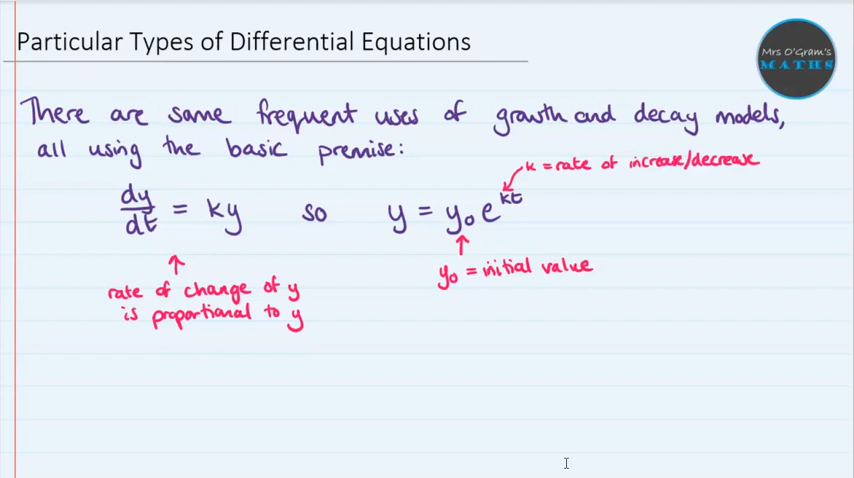 Particular Types of Differential Equations
Mrs O'Gram's
MATHS
There are some frequent uses of growth and decay models,
all using the basic premise:
k = rate of increase/decrease
dy/dt = ky so y = y₀e^kt
y₀ = initial value
rate of change of y
is proportional to y